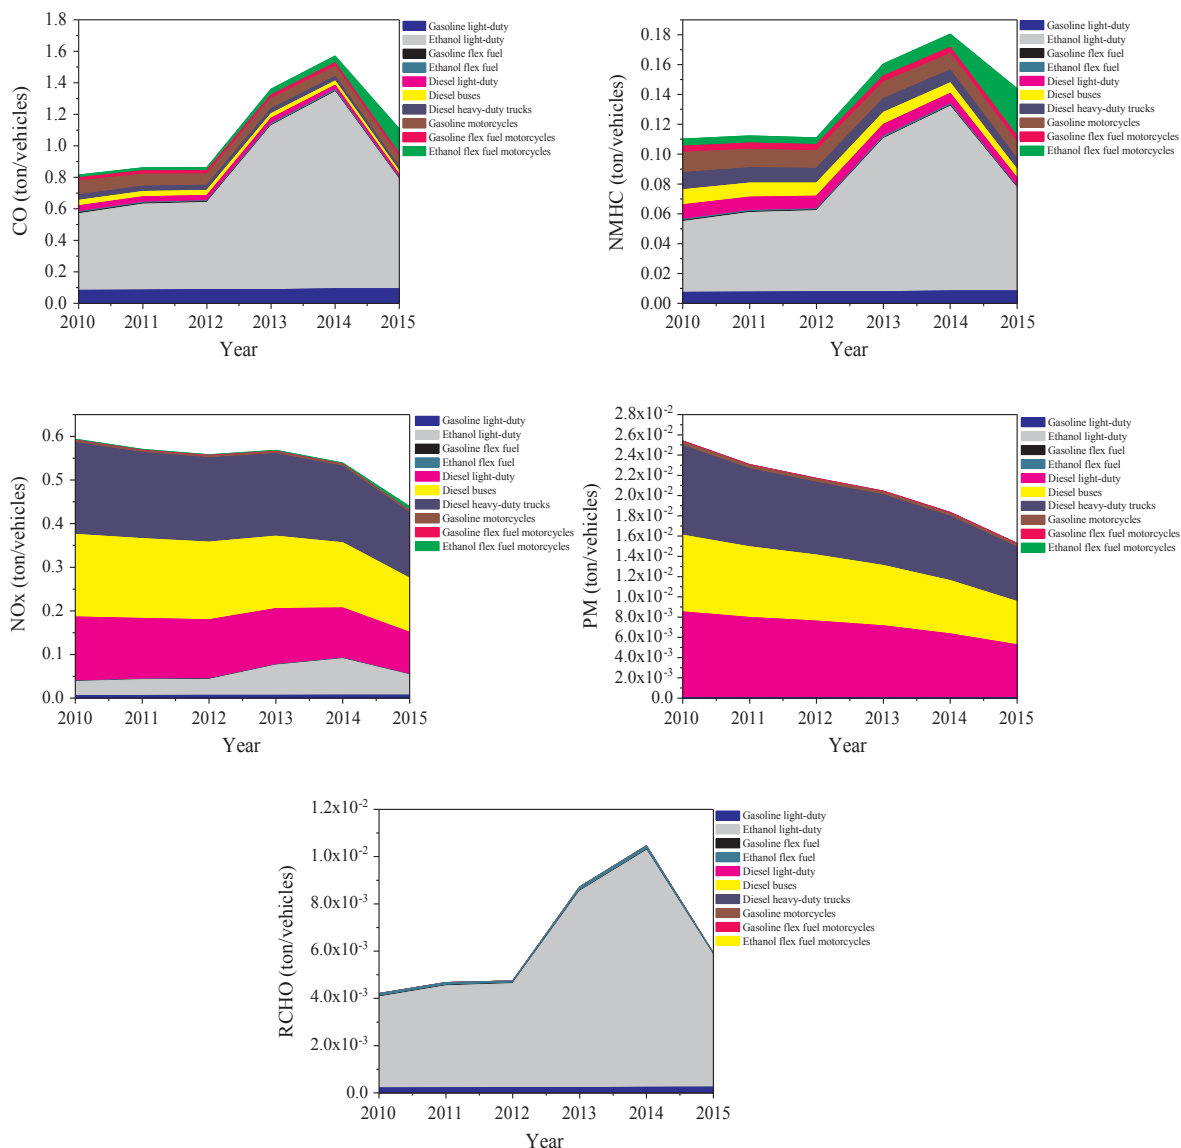 CO (ton/vehicles)
1.8
1.6
1.4
1.2
1.0
0.8
0.6
0.4
0.2
0.0
2010 2011 2012 2013 2014 2015
Year
Gasoline light-duty
Ethanol light-duty
Gasoline flex fuel
Ethanol flex fuel
Diesel light-duty
Diesel buses
Diesel heavy-duty trucks
Gasoline motorcycles
Gasoline flex fuel motorcycles
Ethanol flex fuel motorcycles
NMHC (ton/vehicles)
0.18
0.16
0.14
0.12
0.10
0.08
0.06
0.04
0.02
0.00
2010 2011 2012 2013 2014 2015
Year
Gasoline light-duty
Ethanol light-duty
Gasoline flex fuel
Ethanol flex fuel
Diesel light-duty
Diesel buses
Diesel heavy-duty trucks
Gasoline motorcycles
Gasoline flex fuel motorcycles
Ethanol flex fuel motorcycles
NOx (ton/vehicles)
0.6
0.5
0.4
0.3
0.2
0.1
0.0
2010 2011 2012 2013 2014 2015
Year
Gasoline light-duty
Ethanol light-duty
Gasoline flex fuel
Ethanol flex fuel
Diesel light-duty
Diesel buses
Diesel heavy-duty trucks
Gasoline motorcycles
Gasoline flex fuel motorcycles
Ethanol flex fuel motorcycles
PM (ton/vehicles)
2.8x10⁻²
2.6x10⁻²
2.4x10⁻²
2.2x10⁻²
2.0x10⁻²
1.8x10⁻²
1.6x10⁻²
1.4x10⁻²
1.2x10⁻²
1.0x10⁻²
8.0x10⁻³
6.0x10⁻³
4.0x10⁻³
2.0x10⁻³
0.0
2010 2011 2012 2013 2014 2015
Year
Gasoline light-duty
Ethanol light-duty
Gasoline flex fuel
Ethanol flex fuel
Diesel light-duty
Diesel buses
Diesel heavy-duty trucks
Gasoline motorcycles
Gasoline flex fuel motorcycles
Ethanol flex fuel motorcycles
RCHO (ton/vehicles)
1.2x10⁻²
1.0x10⁻²
8.0x10⁻³
6.0x10⁻³
4.0x10⁻³
2.0x10⁻³
0.0
2010 2011 2012 2013 2014 2015
Year
Gasoline light-duty
Ethanol light-duty
Gasoline flex fuel
Ethanol flex fuel
Diesel light-duty
Diesel buses
Diesel heavy-duty trucks
Gasoline motorcycles
Gasoline flex fuel motorcycles
Ethanol flex fuel motorcycles